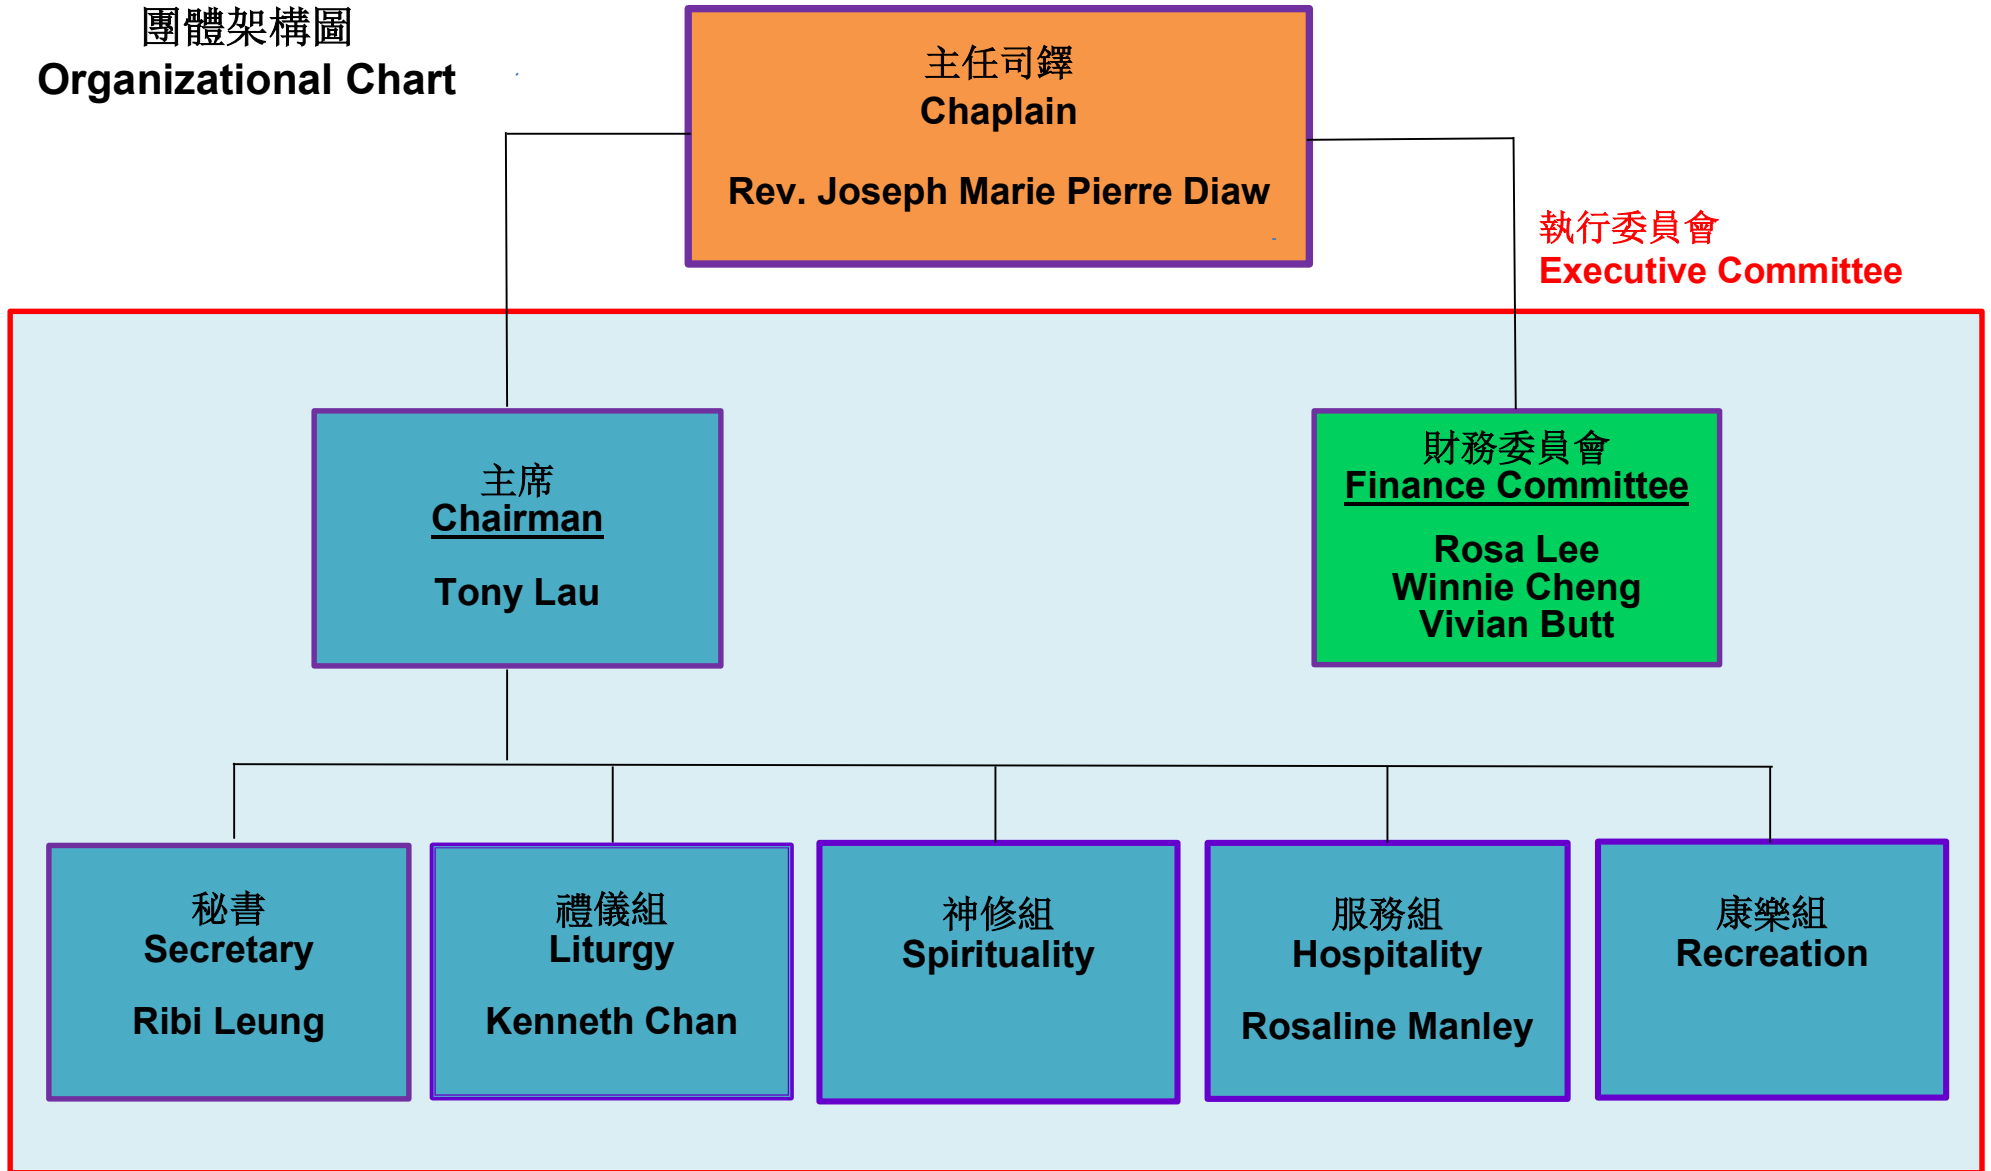 團體架構圖
Organizational Chart
主任司鐸
Chaplain
Rev. Joseph Marie Pierre Diaw
執行委員會
Executive Committee
主席
Chairman
Tony Lau
財務委員會
Finance Committee
Rosa Lee
Winnie Cheng
Vivian Butt
秘書
Secretary
Ribi Leung
禮儀組
Liturgy
Kenneth Chan
神修組
Spirituality
服務組
Hospitality
Rosaline Manley
康樂組
Recreation